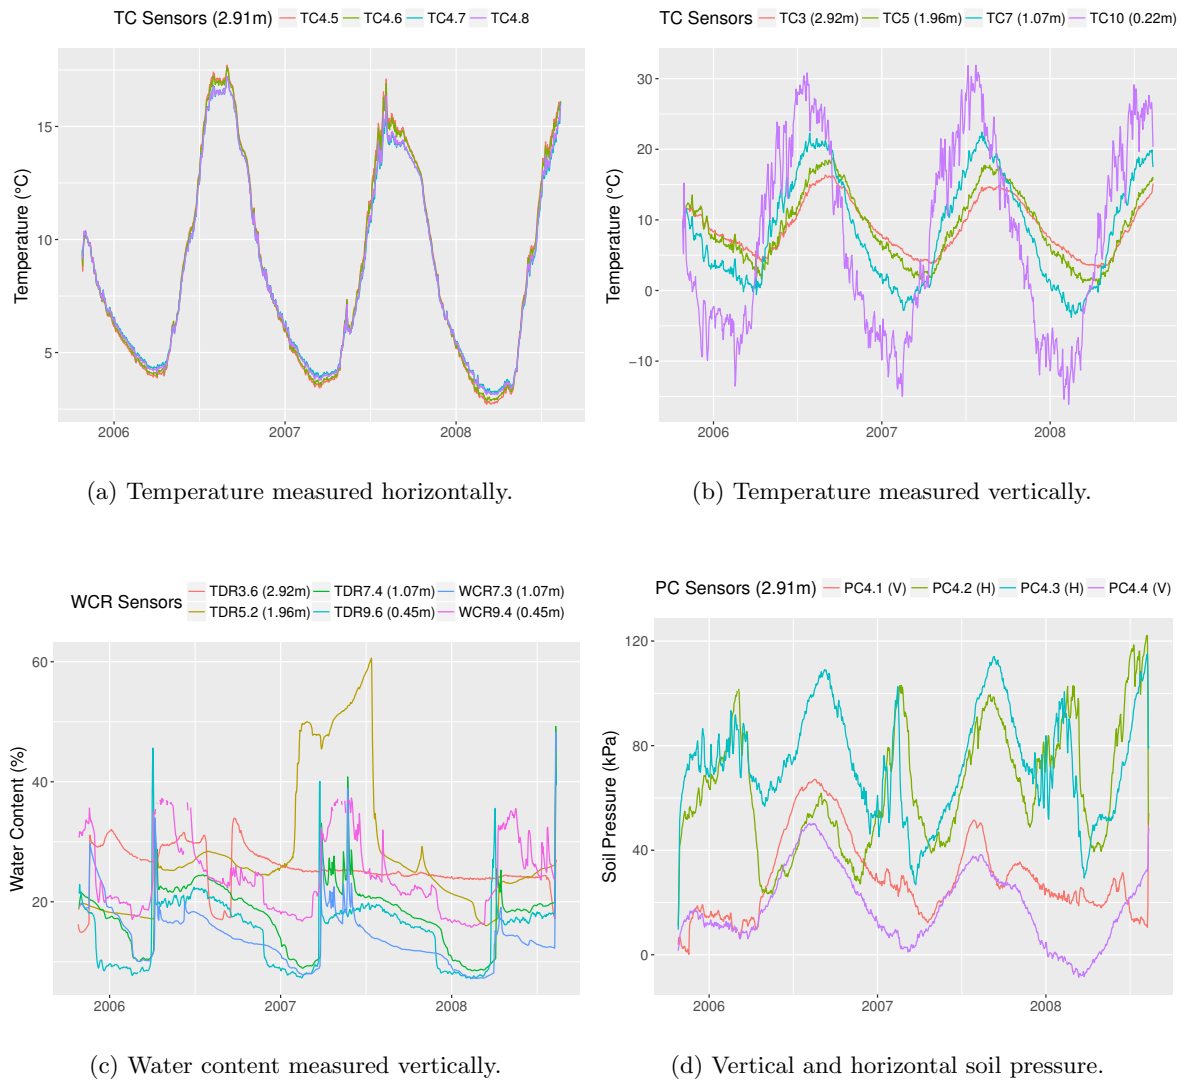 TC Sensors (2.91m) TC4.5 TC4.6 TC4.7 TC4.8
15
10
5
Temperature (°C)
2006 2007 2008
(a) Temperature measured horizontally.
TC Sensors TC3 (2.92m) TC5 (1.96m) TC7 (1.07m) TC10 (0.22m)
30
20
10
0
−10
Temperature (°C)
2006 2007 2008
(b) Temperature measured vertically.
WCR Sensors
TDR3.6 (2.92m) TDR7.4 (1.07m) WCR7.3 (1.07m)
TDR5.2 (1.96m) TDR9.6 (0.45m) WCR9.4 (0.45m)
60
40
20
Water Content (%)
2006 2007 2008
(c) Water content measured vertically.
PC Sensors (2.91m) PC4.1 (V) PC4.2 (H) PC4.3 (H) PC4.4 (V)
120
80
40
0
Soil Pressure (kPa)
2006 2007 2008
(d) Vertical and horizontal soil pressure.